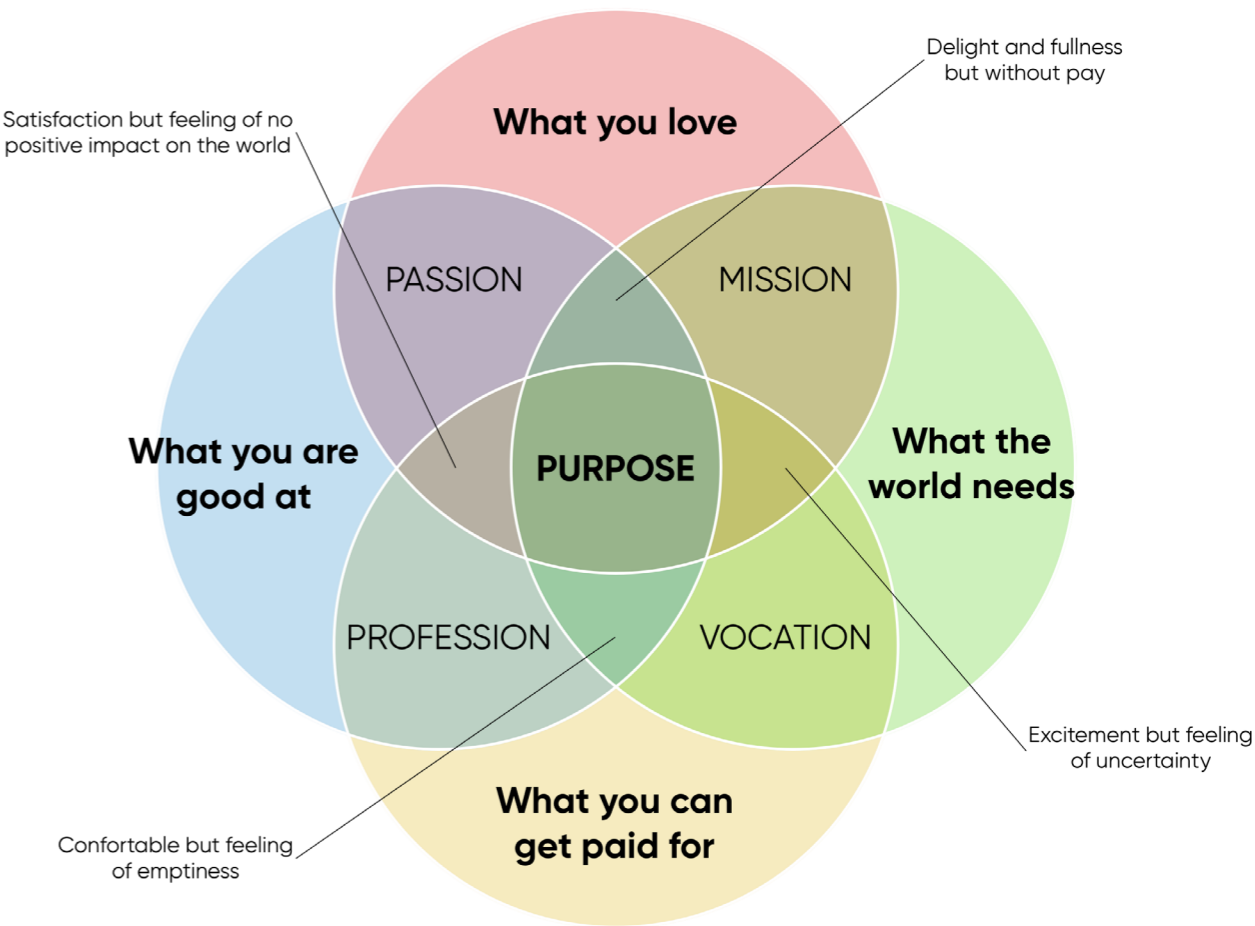 Delight and fullness
but without pay
What you love
Satisfaction but feeling of no
positive impact on the world
PASSION
MISSION
What you are
good at
PURPOSE
What the
world needs
PROFESSION
VOCATION
Excitement but feeling
of uncertainty
What you can
get paid for
Confortable but feeling
of emptiness